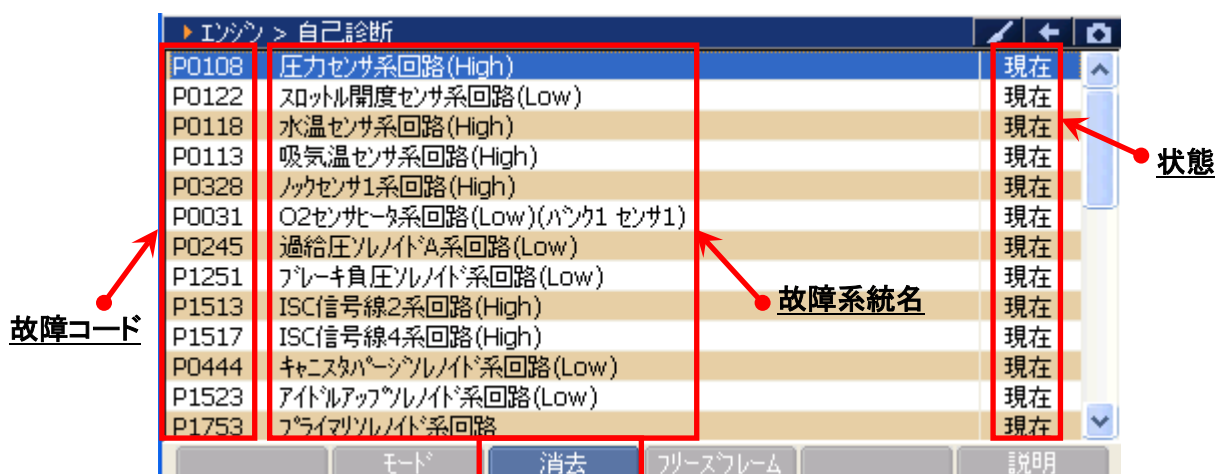 ｴﾝｼﾞﾝ > 自己診断
P0108 圧力センサ系回路(High) 現在
P0122 ｽﾛｯﾄﾙ開度センサ系回路(Low) 現在
P0118 水温センサ系回路(High) 現在
P0113 吸気温センサ系回路(High) 現在
P0328 ﾉｯｸセンサ1系回路(High) 現在
P0031 O2センサﾋｰﾀ系回路(Low)(ﾊﾞﾝｸ1 センサ1) 現在
P0245 過給圧ｿﾚﾉｲﾄﾞA系回路(Low) 現在
P1251 ﾌﾞﾚｰｷ負圧ｿﾚﾉｲﾄﾞ系回路(Low) 現在
P1513 ISC信号線2系回路(High) 現在
P1517 ISC信号線4系回路(High) 現在
P0444 ｷｬﾆｽﾀﾊﾟｰｼﾞｿﾚﾉｲﾄﾞ系回路(Low) 現在
P1523 ｱｲﾄﾞﾙｱｯﾌﾟｿﾚﾉｲﾄﾞ系回路(Low) 現在
P1753 ﾌﾟﾗｲﾏﾘｿﾚﾉｲﾄﾞ系回路 現在
ﾓｰﾄﾞ 消去 ﾌﾘｰｽﾞﾌﾚｰﾑ 説明
状態
故障系統名
故障コード